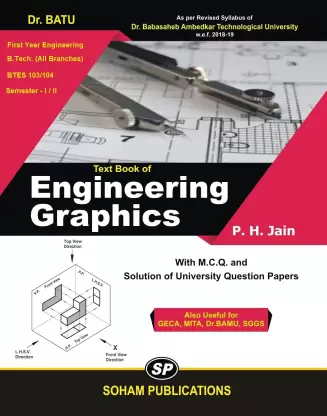 Dr. BATU
As per Revised Syllabus of
Dr. Babasaheb Ambedkar Technological University
w.e.f. 2018-19
First Year Engineering
B.Tech. (All Branches)
BTES 103/104
Semester - I / II
Text Book of
Engineering
Graphics
P. H. Jain
With M.C.Q. and
Solution of University Question Papers
Top View
Direction
V.P.
F.V.
L.H.S.V.
H.P.
Top View
L.H.S.V.
Direction
X
Front View
Direction
Also Useful for
GECA, MITA, Dr.BAMU, SGGS
SP
SOHAM PUBLICATIONS